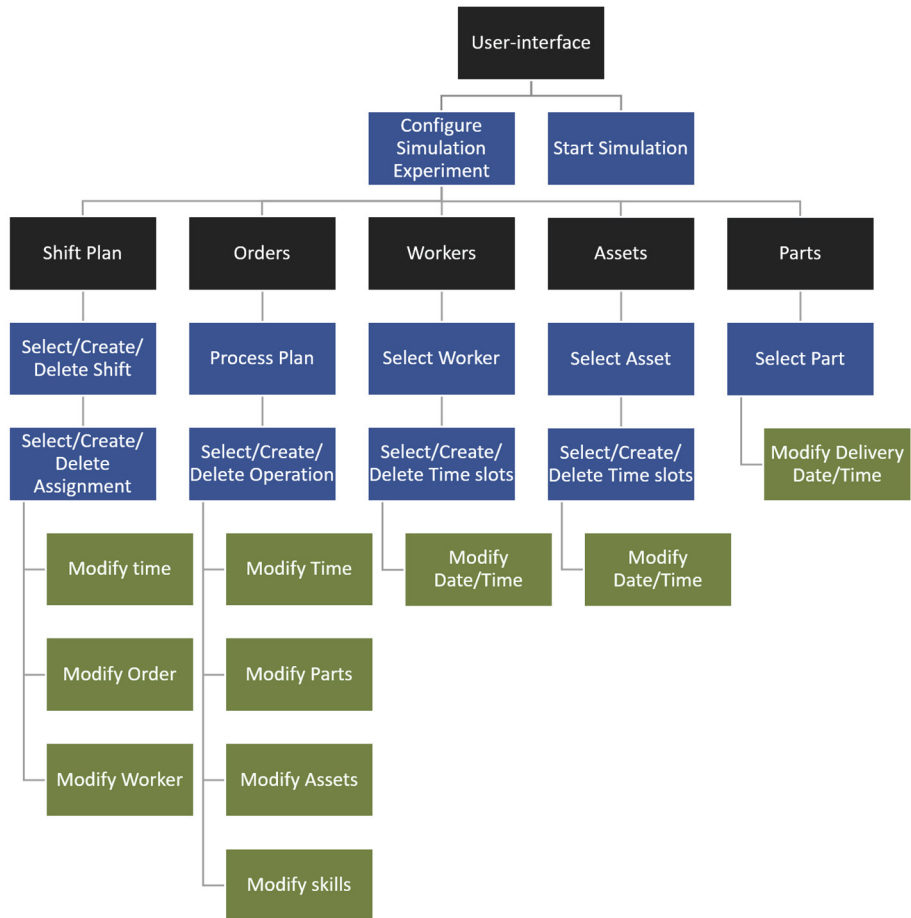 User-interface
Configure
Simulation
Experiment
Start Simulation
Shift Plan
Orders
Workers
Assets
Parts
Select/Create/
Delete Shift
Process Plan
Select Worker
Select Asset
Select Part
Select/Create/
Delete
Assignment
Select/Create/
Delete Operation
Select/Create/
Delete Time slots
Select/Create/
Delete Time slots
Modify Delivery
Date/Time
Modify time
Modify Time
Modify
Date/Time
Modify
Date/Time
Modify Order
Modify Parts
Modify Worker
Modify Assets
Modify skills